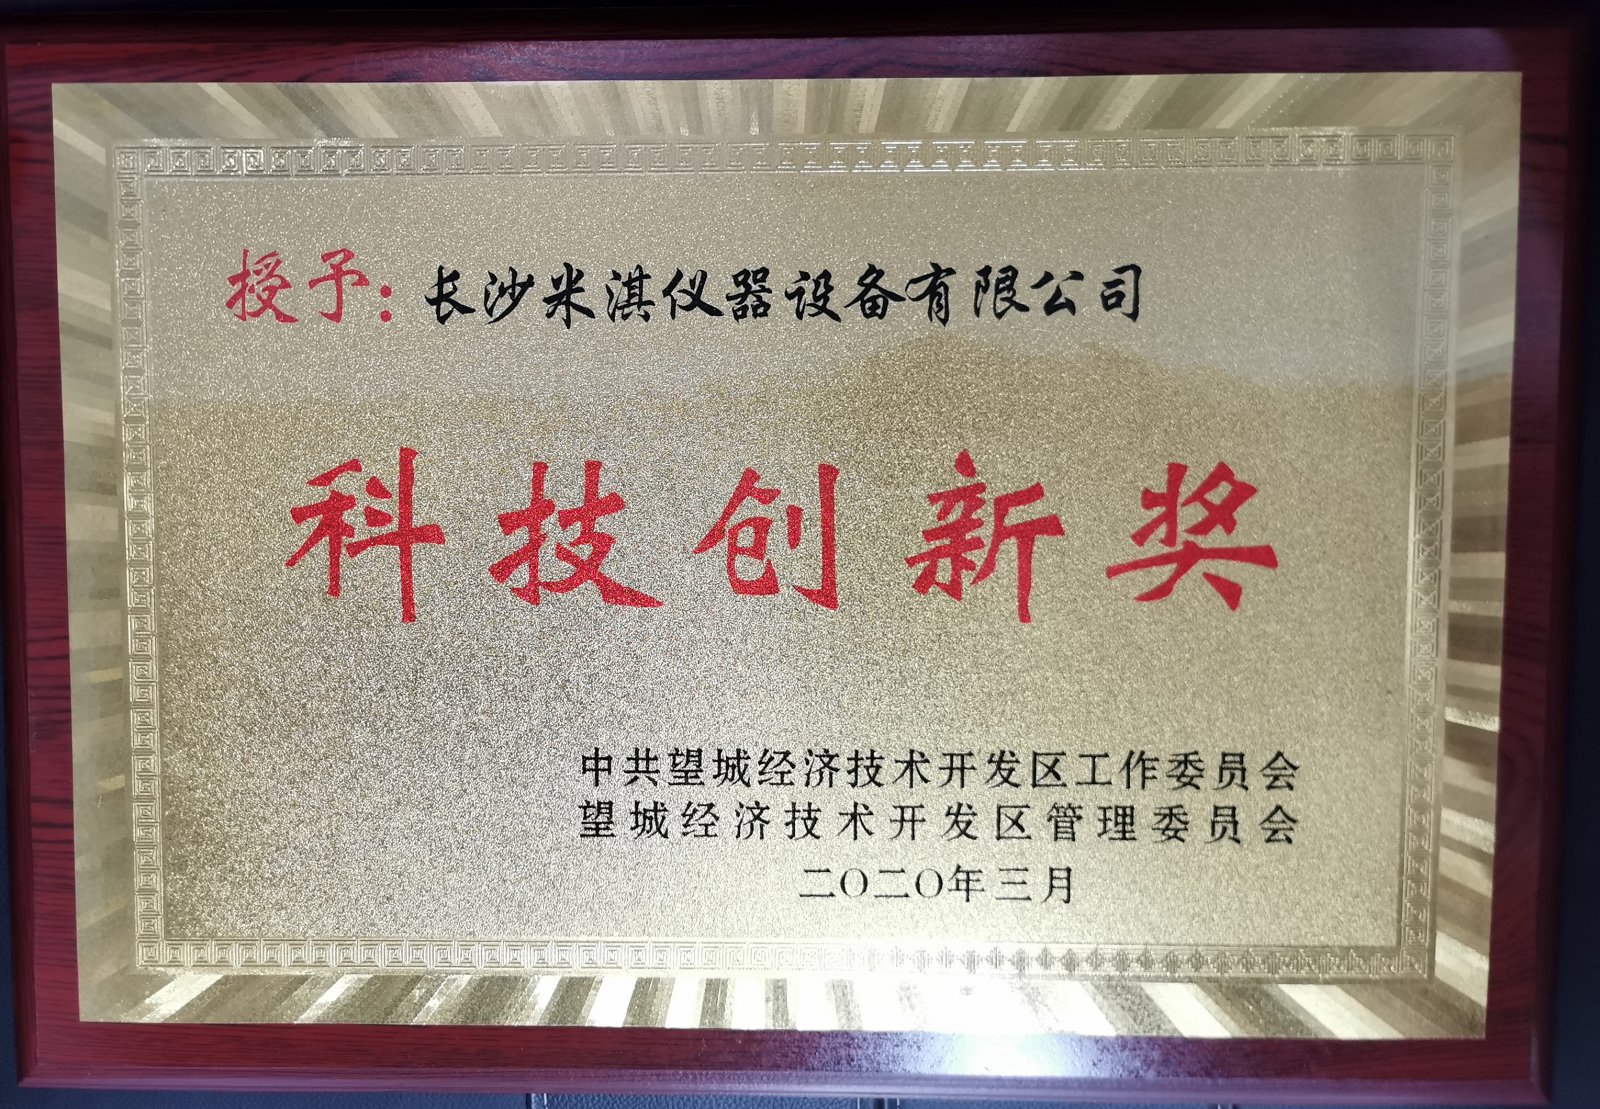 授予：长沙米淇仪器设备有限公司
科技创新奖
中共望城经济技术开发区工作委员会
望城经济技术开发区管理委员会
二〇二〇年三月